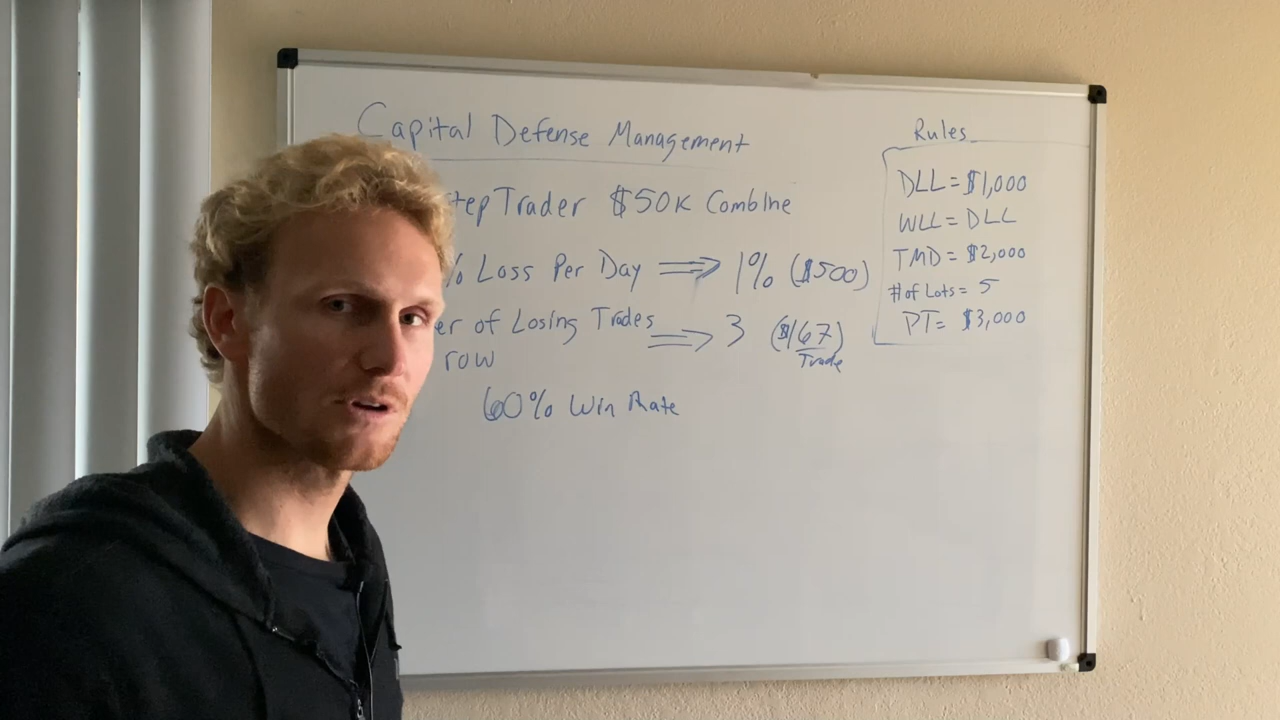 Capital Defense Management
tepTrader $50K Combine
% Loss Per Day ⇒ 1% ($500)
er of Losing Trades
row ⇒ 3 ($167/Trade)
60% Win Rate
Rules
DLL = $1,000
WLL = DLL
TMD = $2,000
# of Lots = 5
PT = $3,000